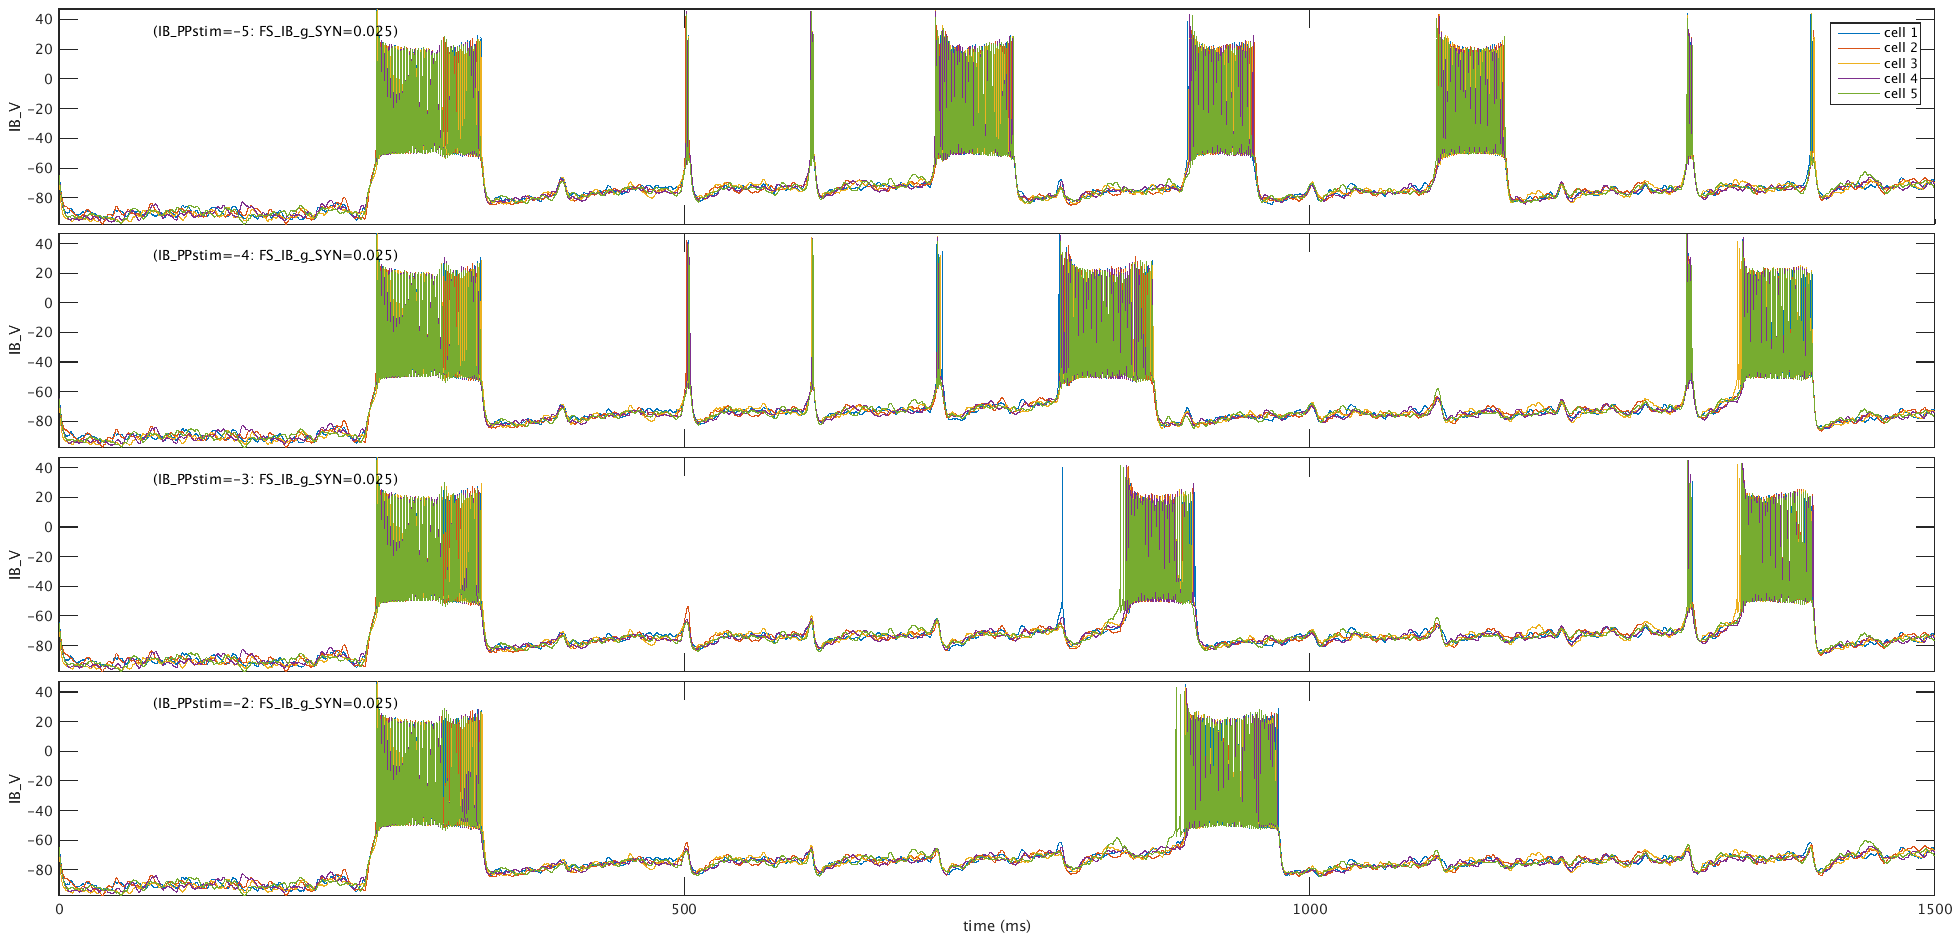 (IB_PPstim=-5: FS_IB_g_SYN=0.025)
cell 1
cell 2
cell 3
cell 4
cell 5
IB_V
40
20
0
-20
-40
-60
-80
(IB_PPstim=-4: FS_IB_g_SYN=0.025)
IB_V
40
20
0
-20
-40
-60
-80
(IB_PPstim=-3: FS_IB_g_SYN=0.025)
IB_V
40
20
0
-20
-40
-60
-80
(IB_PPstim=-2: FS_IB_g_SYN=0.025)
IB_V
40
20
0
-20
-40
-60
-80
0 500 1000 1500
time (ms)